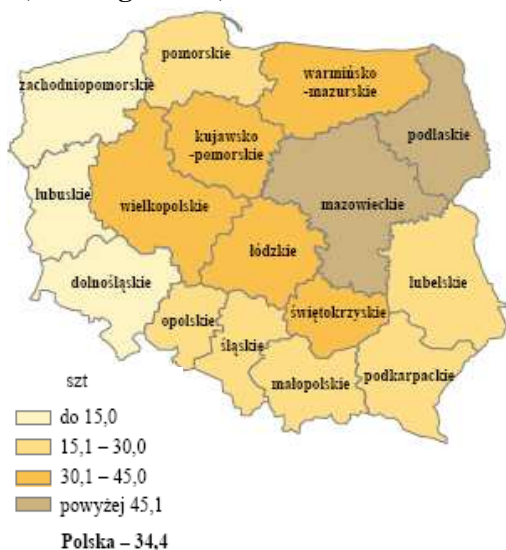 pomorskie
zachodniopomorskie
warmińsko
-mazurskie
podlaskie
kujawsko
-pomorskie
lubuskie
wielkopolskie
mazowieckie
łódzkie
lubelskie
dolnośląskie
opolskie
świętokrzyskie
śląskie
małopolskie
podkarpackie
szt
do 15,0
15,1 – 30,0
30,1 – 45,0
powyżej 45,1
Polska – 34,4